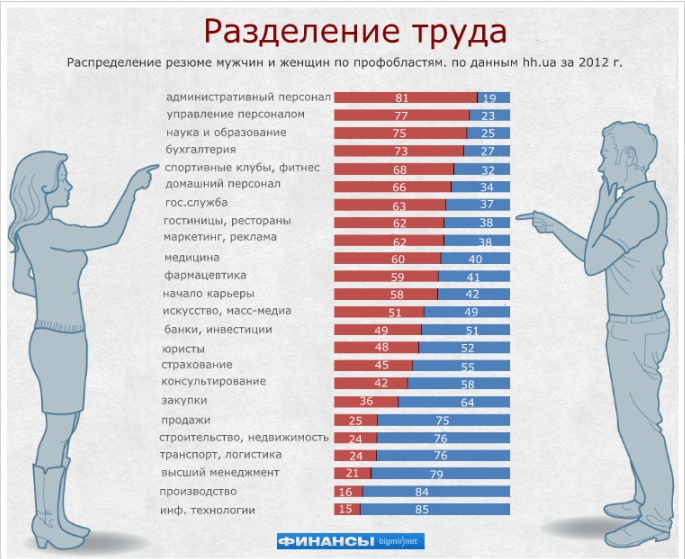 Разделение труда
Распределение резюме мужчин и женщин по профобластям. по данным hh.ua за 2012 г.
административный персонал 81 19
управление персоналом 77 23
наука и образование 75 25
бухгалтерия 73 27
спортивные клубы, фитнес 68 32
домашний персонал 66 34
гос.служба 63 37
гостиницы, рестораны 62 38
маркетинг, реклама 62 38
медицина 60 40
фармацевтика 59 41
начало карьеры 58 42
искусство, масс-медиа 51 49
банки, инвестиции 49 51
юристы 48 52
страхование 45 55
консультирование 42 58
закупки 36 64
продажи 25 75
строительство, недвижимость 24 76
транспорт, логистика 24 76
высший менеджмент 21 79
производство 16 84
инф. технологии 15 85
ФИНАНСЫ bigmir)net